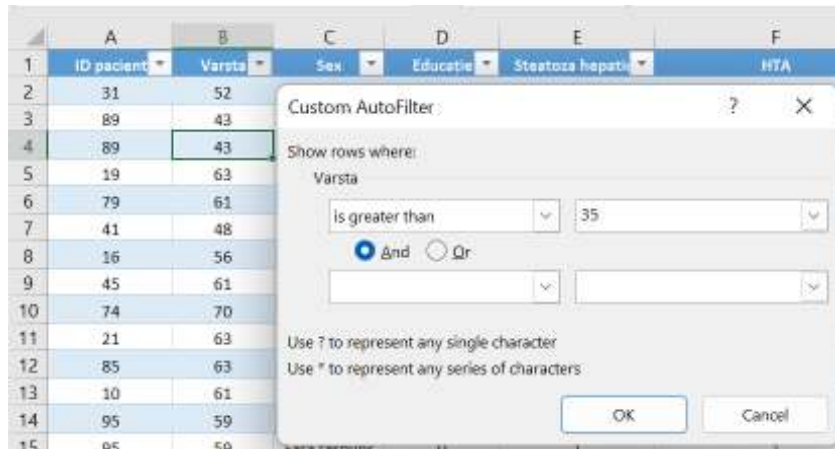 A B C D E F
1 ID pacient Varsta Sex Educatie Steatoza hepatic HTA
2 31 52
3 89 43
4 89 43
5 19 63
6 79 61
7 41 48
8 16 56
9 45 61
10 74 70
11 21 63
12 85 63
13 10 61
14 95 59
15 95 59
Custom AutoFilter ? ×
Show rows where:
Varsta
is greater than 35
And Or
Use ? to represent any single character
Use * to represent any series of characters
OK Cancel